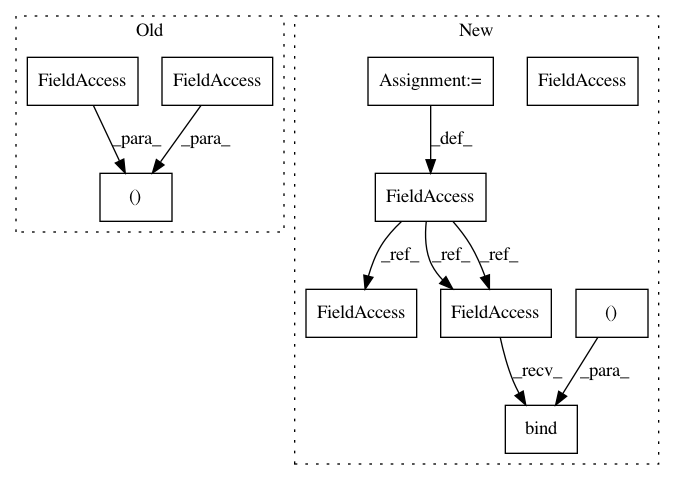 Old
New
FieldAccess
FieldAccess
Assignment:=
FieldAccess
_para_
_para_
_def_
()
FieldAccess
_ref_
_ref_
_ref_
FieldAccess
FieldAccess
()
_recv_
_para_
bind